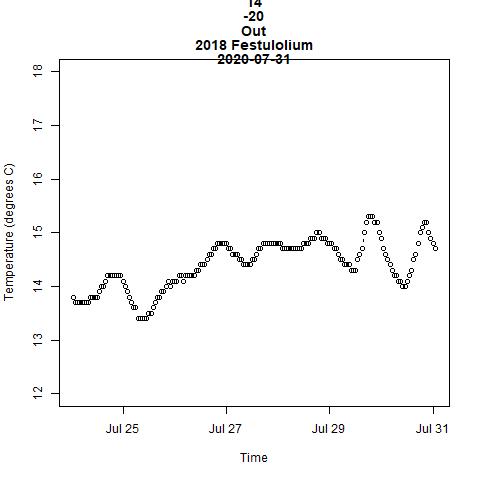 14
-20
Out
2018 Festulolium
2020-07-31
18
17
16
15
14
13
12
Temperature (degrees C)
Jul 25
Jul 27
Jul 29
Jul 31
Time